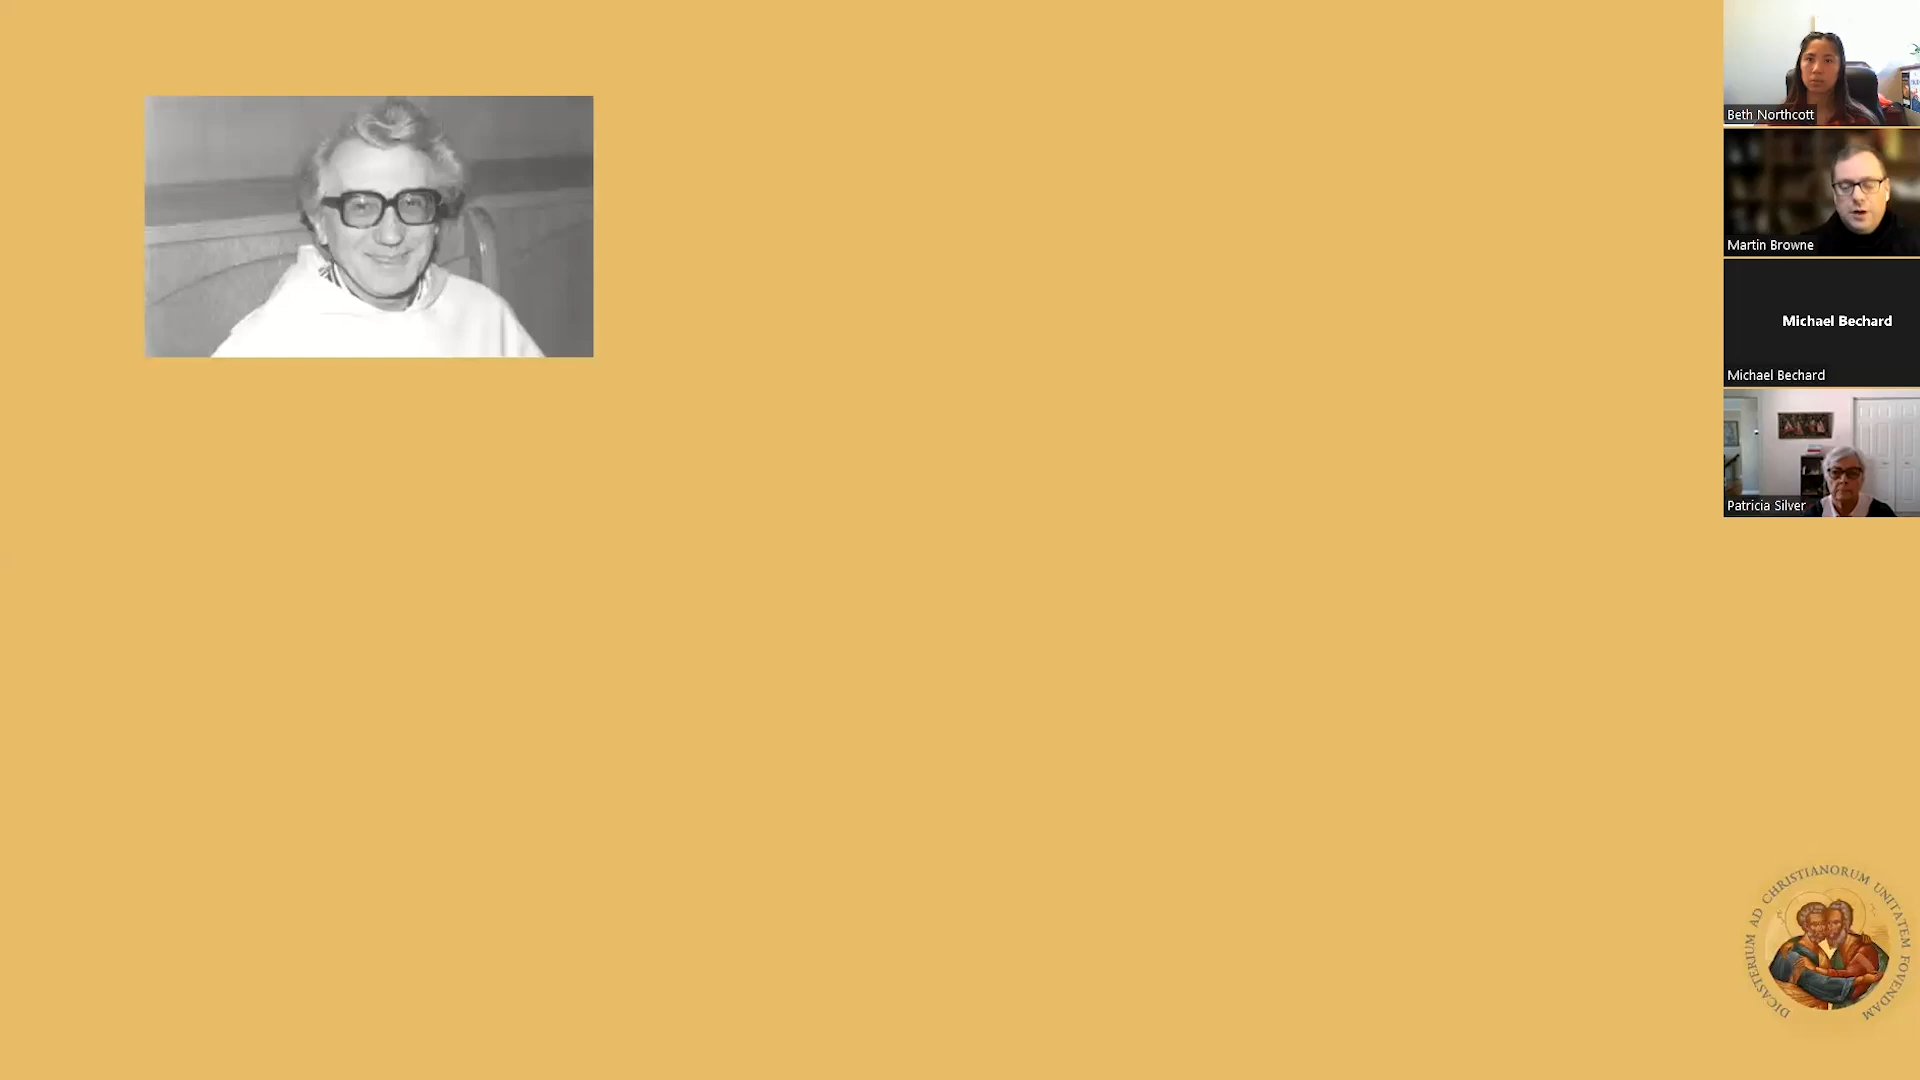 Beth Northcott
Martin Browne
Michael Bechard
Michael Bechard
Patricia Silver
DICASTERIUM AD CHRISTIANORUM UNITATEM FOVENDAM